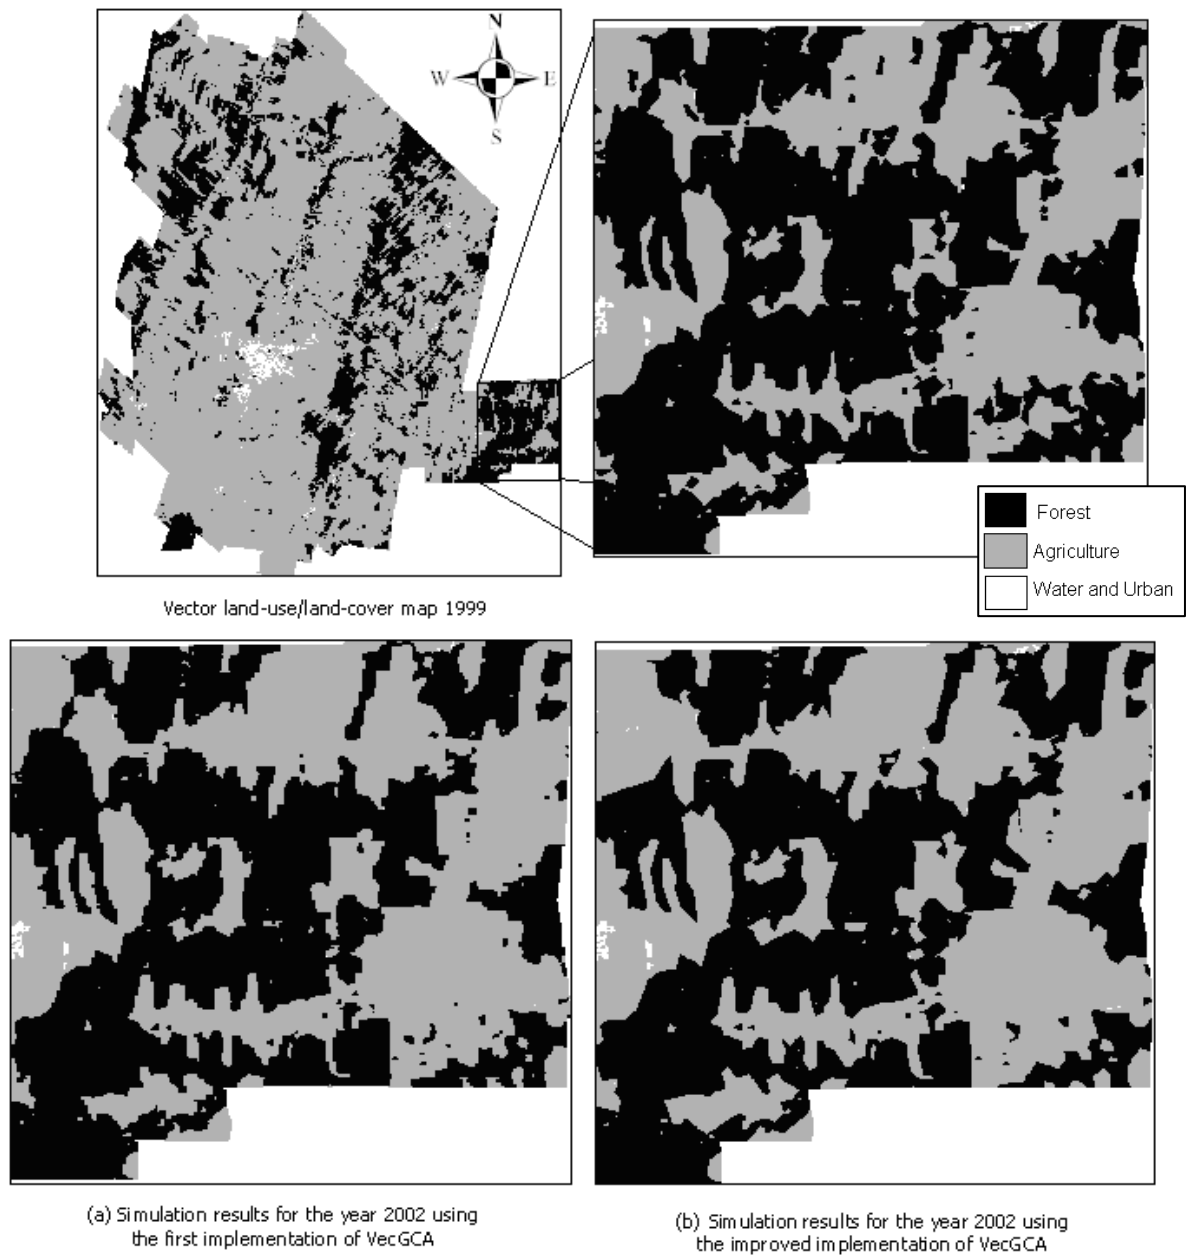 N
W E
S
Forest
Agriculture
Water and Urban
Vector land-use/land-cover map 1999
(a) Simulation results for the year 2002 using
the first implementation of VecGCA
(b) Simulation results for the year 2002 using
the improved implementation of VecGCA